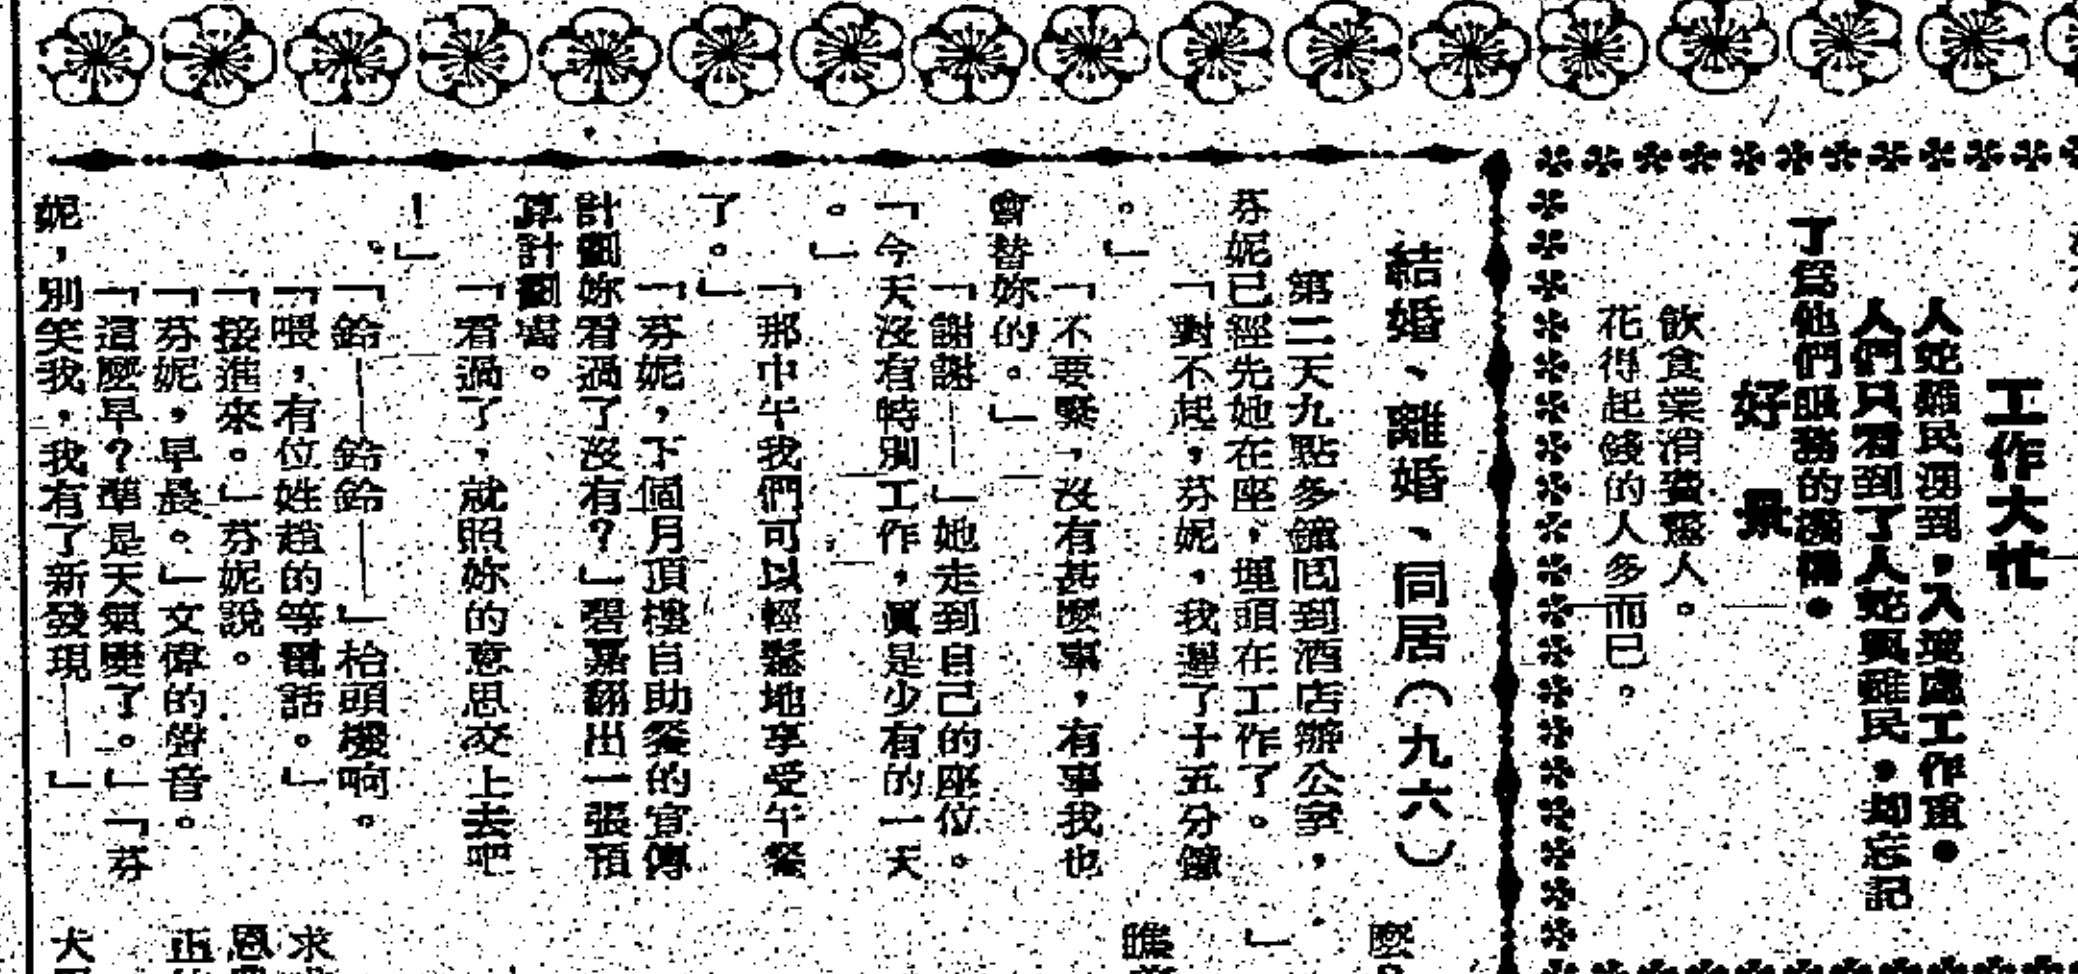 工作大忙
人蛇難民湧到，入境處工作重。
人們只看到了人蛇與難民，却忘記
了爲他們服務的機構。
好景
飲食業消費驚人。
花得起錢的人多而已。
結婚、離婚、同居（九六）
第二天九點多鐘回到酒店辦公室，
芬妮已經先她在座，埋頭在工作了。
「對不起，芬妮，我遲了十五分鐘
。」
「不要緊，沒有甚麼事，有事我也
會替妳的。」
「謝謝——」她走到自己的座位。
「今天沒有特別工作，眞是少有的一天
。」
「那中午我們可以輕鬆地享受午餐
了。」
「芬妮，下個月頂樓自助餐的宣傳
計劃妳看過了沒有？」碧嘉翻出一張預
算計劃書。
「看過了，就照妳的意思交上去吧
！」
「鈴——鈴鈴——」枱頭機响。
「喂，有位姓趙的等電話。」
「接進來。」芬妮說。
「芬妮，早晨。」文偉的聲音。
「這麼早？準是天氣變了。」「芬
妮，別笑我，我有了新發現——」
麼
」
瞧
求
恩
正
大